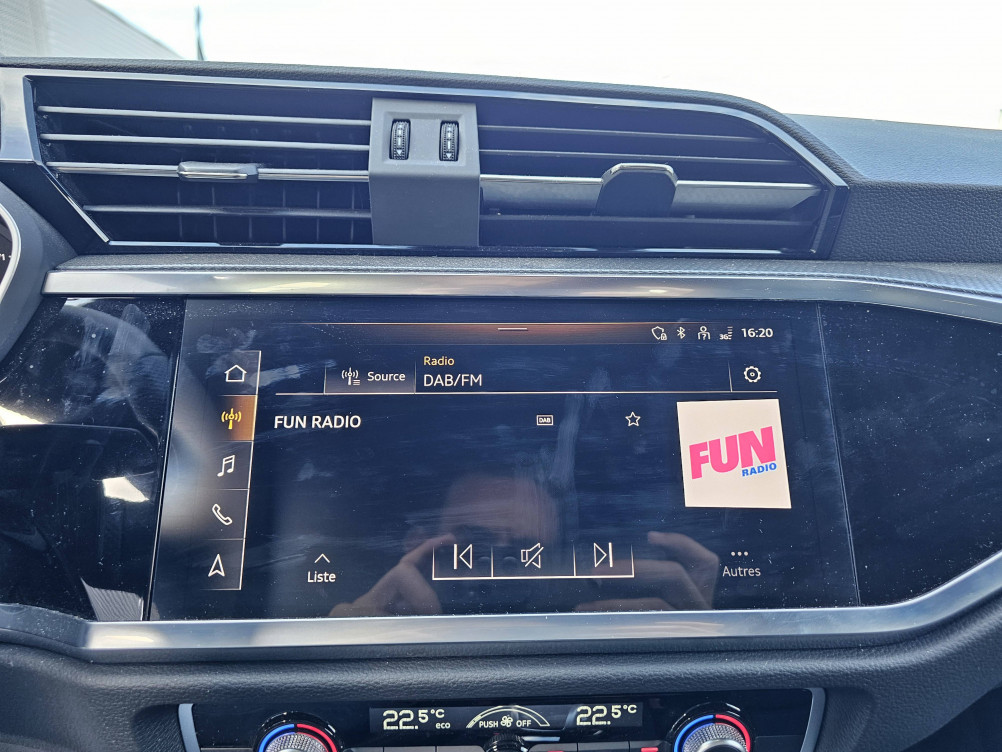 3G 16:20
Radio
Source DAB/FM
FUN RADIO DAB
FUN
RADIO
Liste
Autres
22.5°C eco PUSH OFF 22.5°C